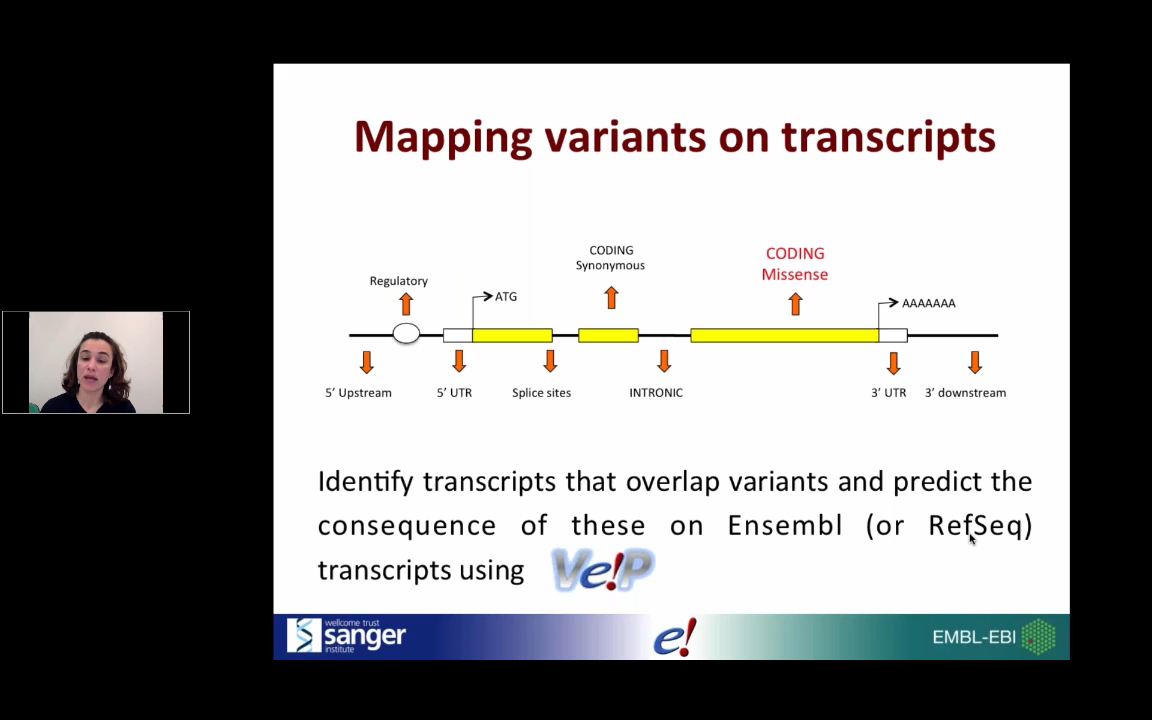 Mapping variants on transcripts
CODING
Synonymous
CODING
Missense
Regulatory
ATG
AAAAAAA
5’ Upstream
5’ UTR
Splice sites
INTRONIC
3’ UTR
3’ downstream
Identify transcripts that overlap variants and predict the
consequence of these on Ensembl (or RefSeq)
transcripts using Ve!P
wellcome trust
sanger
institute
e!
EMBL-EBI